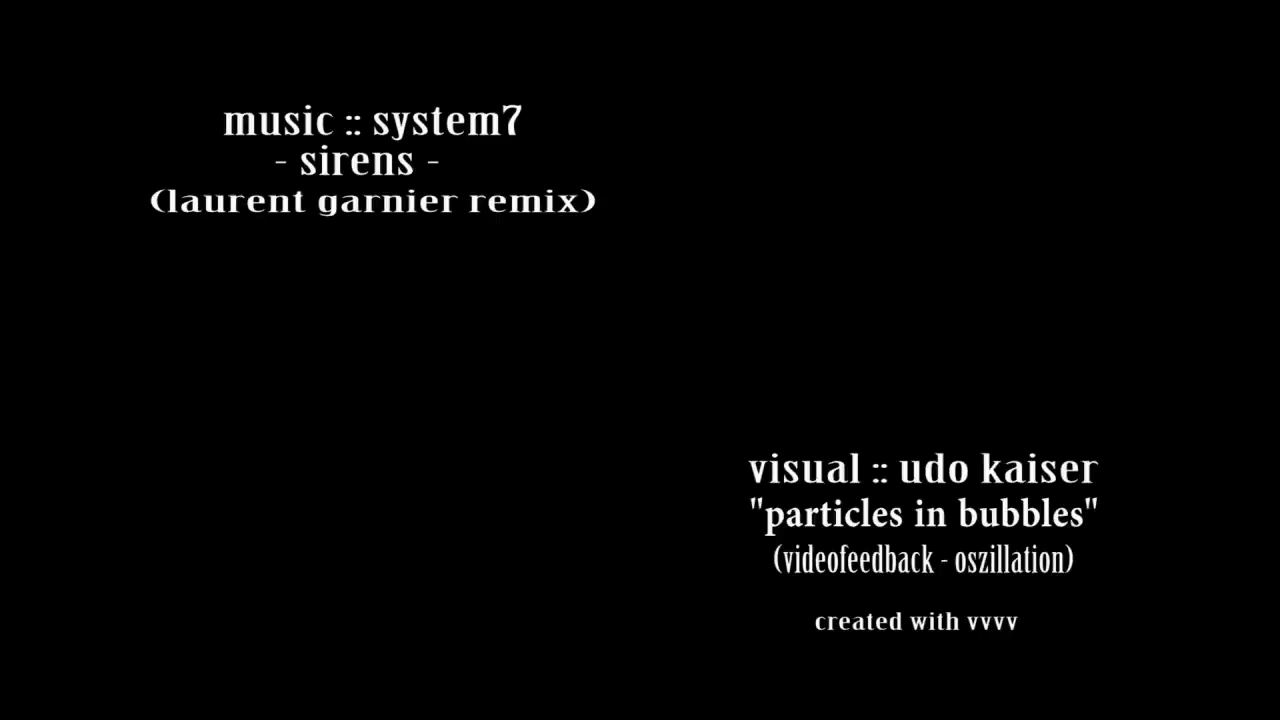 music :: system7
- sirens -
(laurent garnier remix)
visual :: udo kaiser
"particles in bubbles"
(videofeedback - oszillation)
created with vvvv